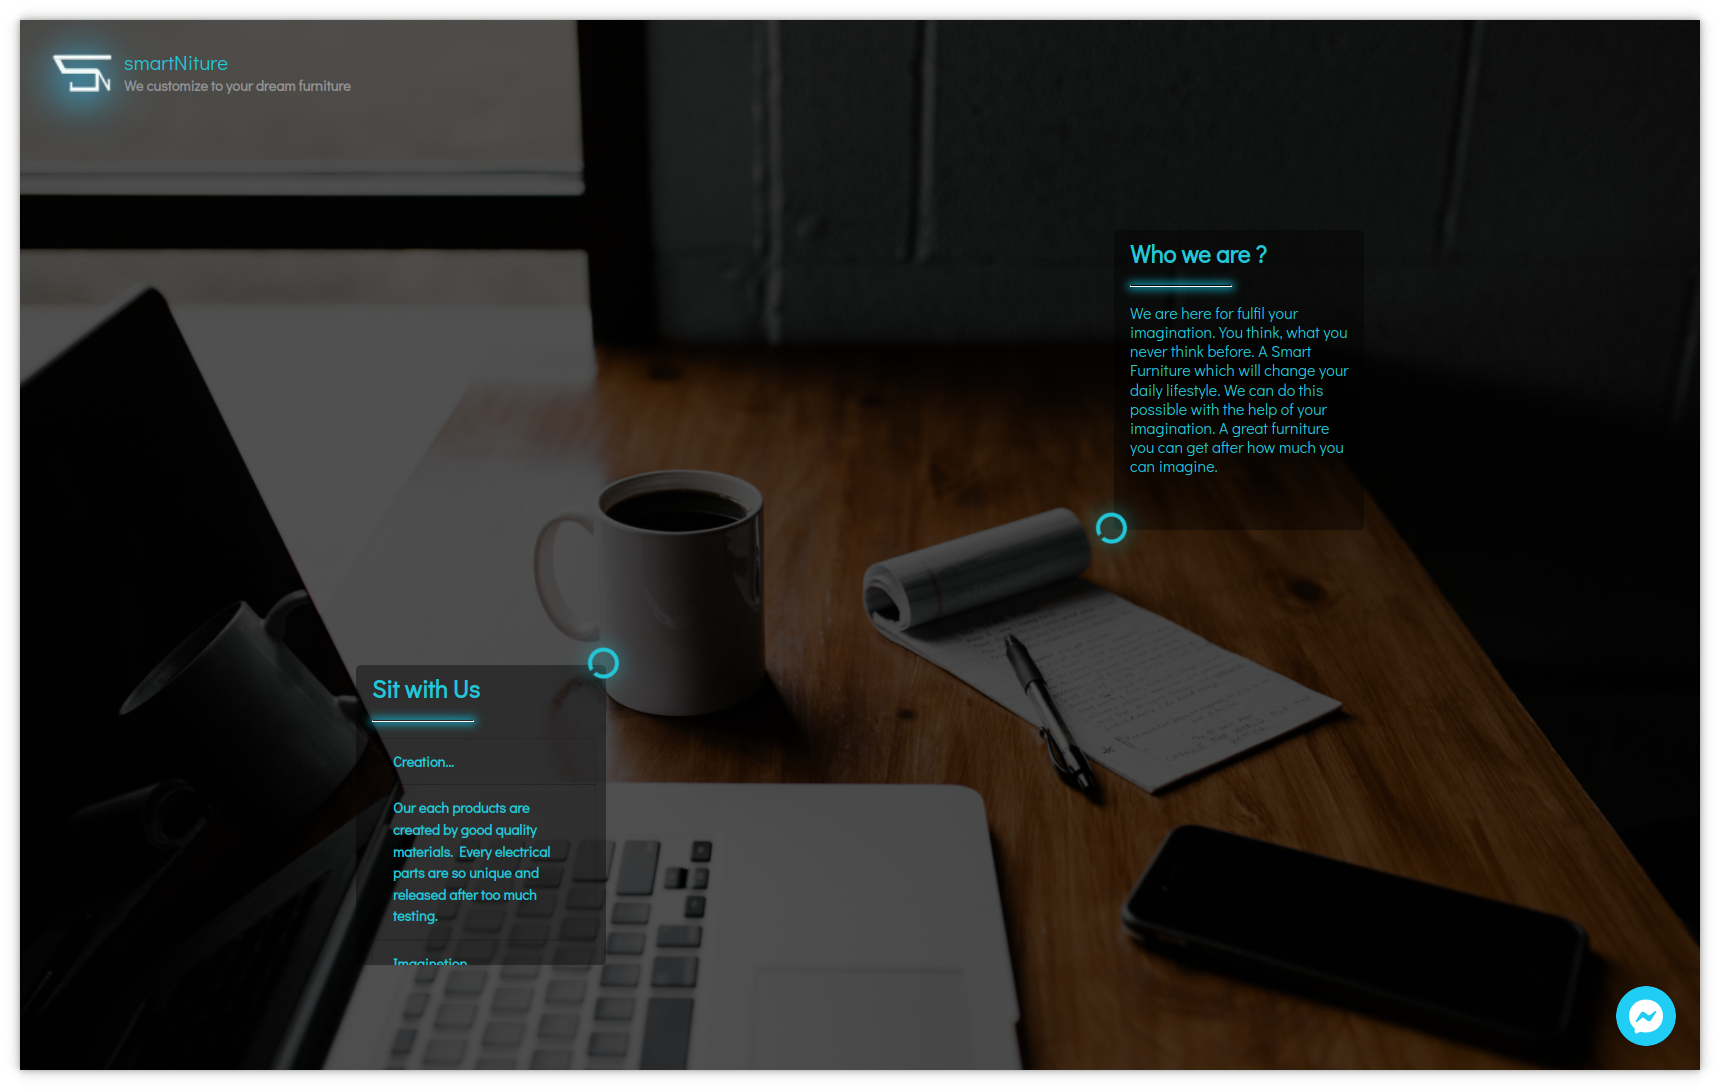 smartNiture
We customize to your dream furniture
Who we are ?
We are here for fulfil your
imagination. You think, what you
never think before. A Smart
Furniture which will change your
daily lifestyle. We can do this
possible with the help of your
imagination. A great furniture
you can get after how much you
can imagine.
Sit with Us
Creation...
Our each products are
created by good quality
materials.  Every electrical
parts are so unique and
released after too much
testing.
Imagination